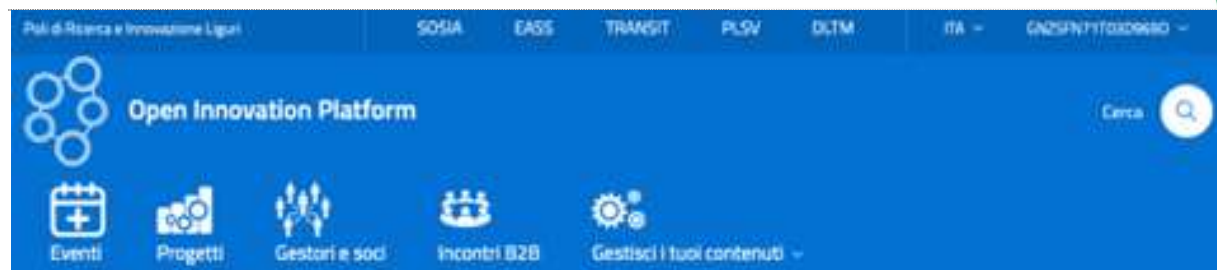 Poli di Ricerca e Innovazione Liguri SOSIA EASS TRANSIT PLSV DLTM ITA
Open Innovation Platform Cerca
Eventi Progetti Gestori e soci Incontri B2B Gestisci i tuoi contenuti